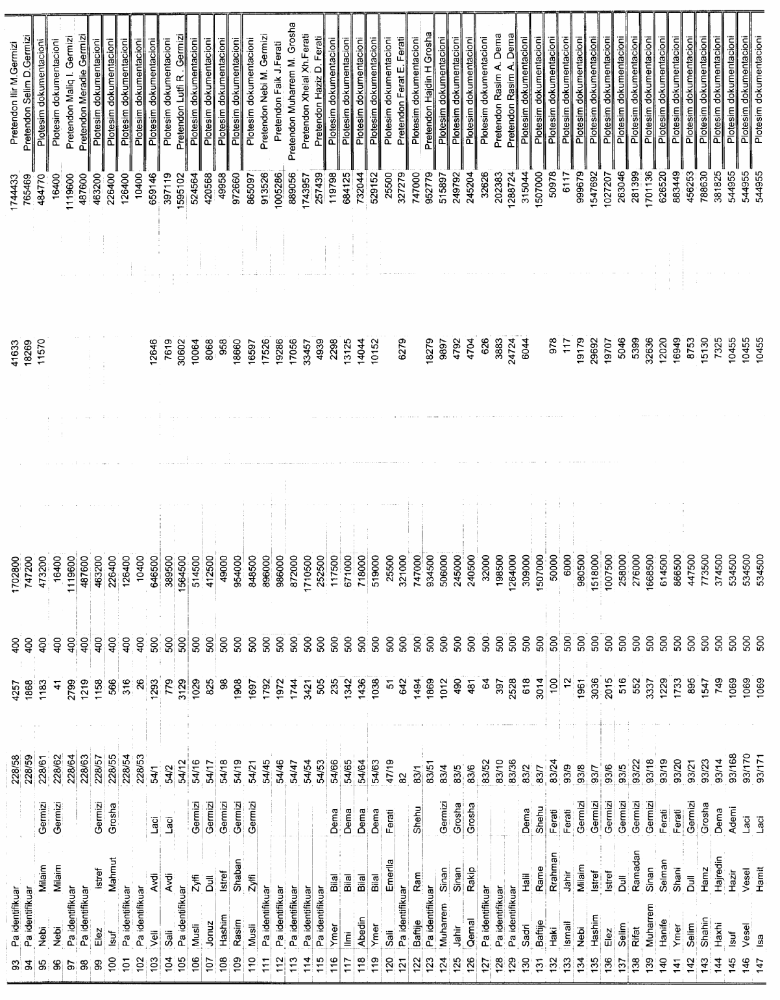 93 Pa identifikuar 228/58 4257 400 1702800 41633 1744433 Pretendon Ilir M.Germizi
94 Pa identifikuar 228/59 1868 400 747200 18269 765469 Pretendon Selim D.Germizi
95 Nebi Milaim Germizi 228/61 1183 400 473200 11570 484770 Plotesim dokumentacioni
96 Nebi Milaim Germizi 228/62 41 400 16400 16400 Plotesim dokumentacioni
97 Pa identifikuar 228/64 2799 400 1119600 1119600 Pretendon Maliq I. Germizi
98 Pa identifikuar 228/63 1219 400 487600 487600 Pretendon Meradie Germizi
99 Elez Istref Germizi 228/57 1158 400 463200 463200 Plotesim dokumentacioni
100 Isuf Mahmut Grosha 228/55 566 400 226400 226400 Plotesim dokumentacioni
101 Pa identifikuar 228/54 316 400 126400 126400 Plotesim dokumentacioni
102 Pa identifikuar 228/53 26 400 10400 10400 Plotesim dokumentacioni
103 Veli Avdi Laci 54/1 1293 500 646500 12646 659146 Plotesim dokumentacioni
104 Sali Avdi Laci 54/2 779 500 389500 7619 397119 Plotesim dokumentacioni
105 Pa identifikuar 54/12 3129 500 1564500 30602 1595102 Pretendon Lutfi R . Germizi
106 Musli Zyffi Germizi 54/16 1029 500 514500 10064 524564 Plotesim dokumentacioni
107 Jonuz Dull Germizi 54/17 825 500 412500 8068 420568 Plotesim dokumentacioni
108 Hashim Istref Germizi 54/18 98 500 49000 958 49958 Plotesim dokumentacioni
109 Rasim Shaban Germizi 54/19 1908 500 954000 18660 972660 Plotesim dokumentacioni
110 Musli Zyffi Germizi 54/21 1697 500 848500 16597 865097 Plotesim dokumentacioni
111 Pa identifikuar 54/45 1792 500 896000 17526 913526 Pretendon Nebi M. Germizi
112 Pa identifikuar 54/46 1972 500 986000 19286 1005286 Pretendon Faik J.Ferati
113 Pa identifikuar 54/47 1744 500 872000 17056 889056 Pretendon Muharrem M. Grosha
114 Pa identifikuar 54/54 3421 500 1710500 33457 1743957 Pretendon Xhelal Xh.Ferati
115 Pa identifikuar 54/53 505 500 252500 4939 257439 Pretendon Haziz D. Ferati
116 Ymer Bilal Dema 54/66 235 500 117500 2298 119798 Plotesim dokumentacioni
117 Ilmi Bilal Dema 54/65 1342 500 671000 13125 684125 Plotesim dokumentacioni
118 Abedin Bilal Dema 54/64 1436 500 718000 14044 732044 Plotesim dokumentacioni
119 Ymer Bilal Dema 54/63 1038 500 519000 10152 529152 Plotesim dokumentacioni
120 Sali Emerlla Ferati 47/19 51 500 25500 25500 Plotesim dokumentacioni
121 Pa identifikuar 82 642 500 321000 6279 327279 Pretendon Ferat E. Ferati
122 Baftije Ram Shehu 83/1 1494 500 747000 747000 Plotesim dokumentacioni
123 Pa identifikuar 83/51 1869 500 934500 18279 952779 Pretendon Hajdin H Grosha
124 Muharrem Sinan Germizi 83/4 1012 500 506000 9897 515897 Plotesim dokumentacioni
125 Jahir Sinan Grosha 83/5 490 500 245000 4792 249792 Plotesim dokumentacioni
126 Qemal Rakip Grosha 83/6 481 500 240500 4704 245204 Plotesim dokumentacioni
127 Pa identifikuar 83/52 64 500 32000 626 32626 Plotesim dokumentacioni
128 Pa identifikuar 83/10 397 500 198500 3883 202383 Pretendon Rasim A. Dema
129 Pa identifikuar 83/36 2528 500 1264000 24724 1288724 Pretendon Rasim A. Dema
130 Sadri Halil Dema 83/2 618 500 309000 6044 315044 Plotesim dokumentacioni
131 Baftije Rame Shehu 83/7 3014 500 1507000 1507000 Plotesim dokumentacioni
132 Haki Rrahman Ferati 83/24 100 500 50000 978 50978 Plotesim dokumentacioni
133 Ismail Jahir Ferati 93/9 12 500 6000 117 6117 Plotesim dokumentacioni
134 Nebi Milaim Germizi 93/8 1961 500 980500 19179 999679 Plotesim dokumentacioni
135 Hashim Istref Germizi 93/7 3036 500 1518000 29692 1547692 Plotesim dokumentacioni
136 Elez Istref Germizi 93/6 2015 500 1007500 19707 1027207 Plotesim dokumentacioni
137 Selim Dull Germizi 93/5 516 500 258000 5046 263046 Plotesim dokumentacioni
138 Rifat Ramadan Germizi 93/22 552 500 276000 5399 281399 Plotesim dokumentacioni
139 Muharrem Sinan Germizi 93/18 3337 500 1668500 32636 1701136 Plotesim dokumentacioni
140 Hanife Selman Ferati 93/19 1229 500 614500 12020 626520 Plotesim dokumentacioni
141 Ymer Shani Ferati 93/20 1733 500 866500 16949 883449 Plotesim dokumentacioni
142 Selim Dull Germizi 93/21 895 500 447500 8753 456253 Plotesim dokumentacioni
143 Shahin Hamz Grosha 93/23 1547 500 773500 15130 788630 Plotesim dokumentacioni
144 Haxhi Hajredin Dema 93/14 749 500 374500 7325 381825 Plotesim dokumentacioni
145 Isuf Hazir Ademi 93/168 1069 500 534500 10455 544955 Plotesim dokumentacioni
146 Vesel Vesel Laci 93/170 1069 500 534500 10455 544955 Plotesim dokumentacioni
147 Isa Hamit Laci 93/171 1069 500 534500 10455 544955 Plotesim dokumentacioni